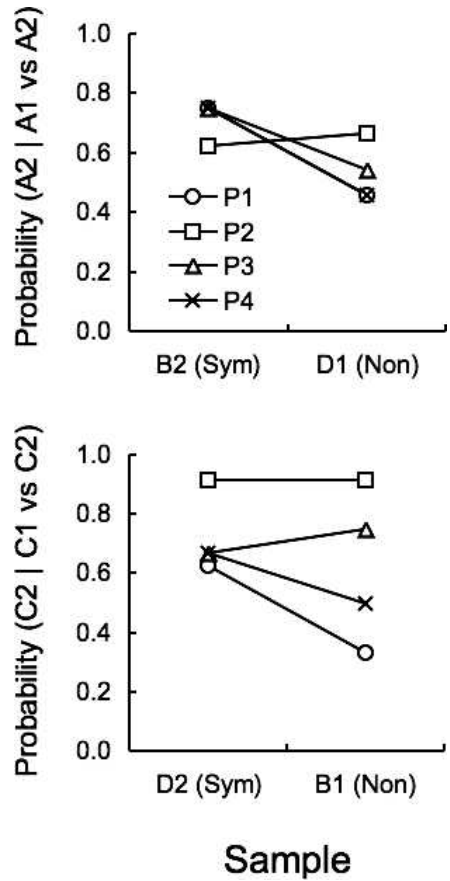 Probability (A2 | A1 vs A2)
1.0
0.8
0.6
0.4
0.2
0.0
P1
P2
P3
P4
B2 (Sym) D1 (Non)
Probability (C2 | C1 vs C2)
1.0
0.8
0.6
0.4
0.2
0.0
D2 (Sym) B1 (Non)
Sample